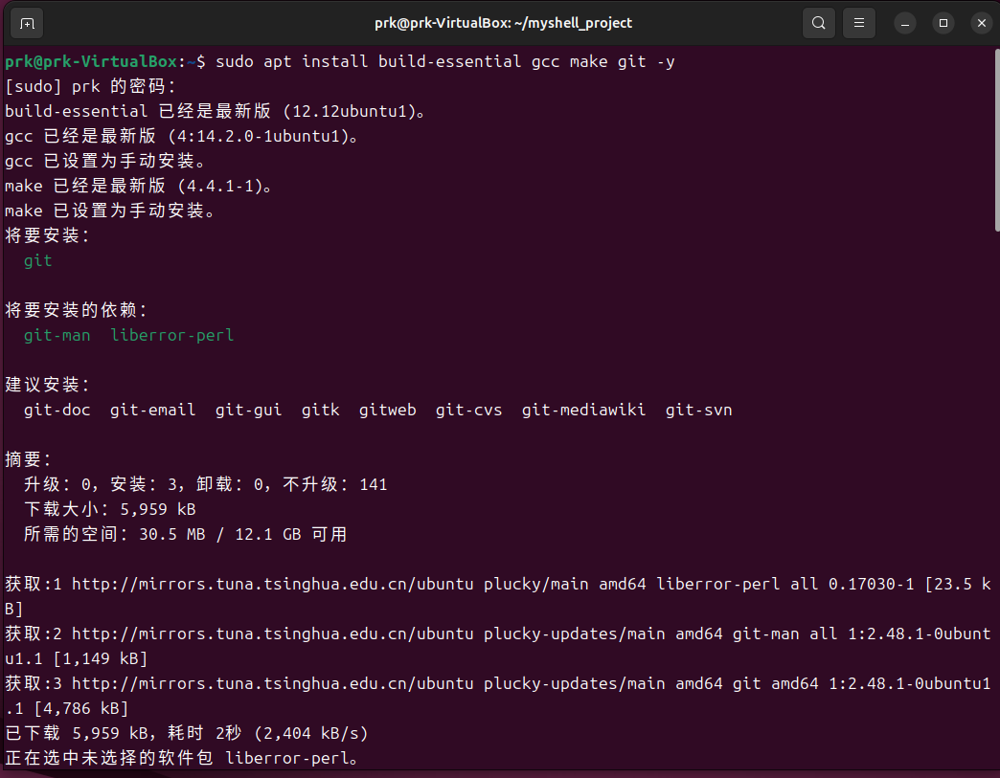 prk@prk-VirtualBox: ~/myshell_project
prk@prk-VirtualBox:~$ sudo apt install build-essential gcc make git -y
[sudo] prk 的密码：
build-essential 已经是最新版 (12.12ubuntu1)。
gcc 已经是最新版 (4:14.2.0-1ubuntu1)。
gcc 已设置为手动安装。
make 已经是最新版 (4.4.1-1)。
make 已设置为手动安装。
将要安装：
  git
将要安装的依赖：
  git-man  liberror-perl
建议安装：
  git-doc  git-email  git-gui  gitk  gitweb  git-cvs  git-mediawiki  git-svn
摘要：
  升级：0，安装：3，卸载：0，不升级：141
  下载大小：5,959 kB
  所需的空间：30.5 MB / 12.1 GB 可用
获取:1 http://mirrors.tuna.tsinghua.edu.cn/ubuntu plucky/main amd64 liberror-perl all 0.17030-1 [23.5 k
B]
获取:2 http://mirrors.tuna.tsinghua.edu.cn/ubuntu plucky-updates/main amd64 git-man all 1:2.48.1-0ubunt
u1.1 [1,149 kB]
获取:3 http://mirrors.tuna.tsinghua.edu.cn/ubuntu plucky-updates/main amd64 git amd64 1:2.48.1-0ubuntu1
.1 [4,786 kB]
已下载 5,959 kB，耗时 2秒 (2,404 kB/s)
正在选中未选择的软件包 liberror-perl。